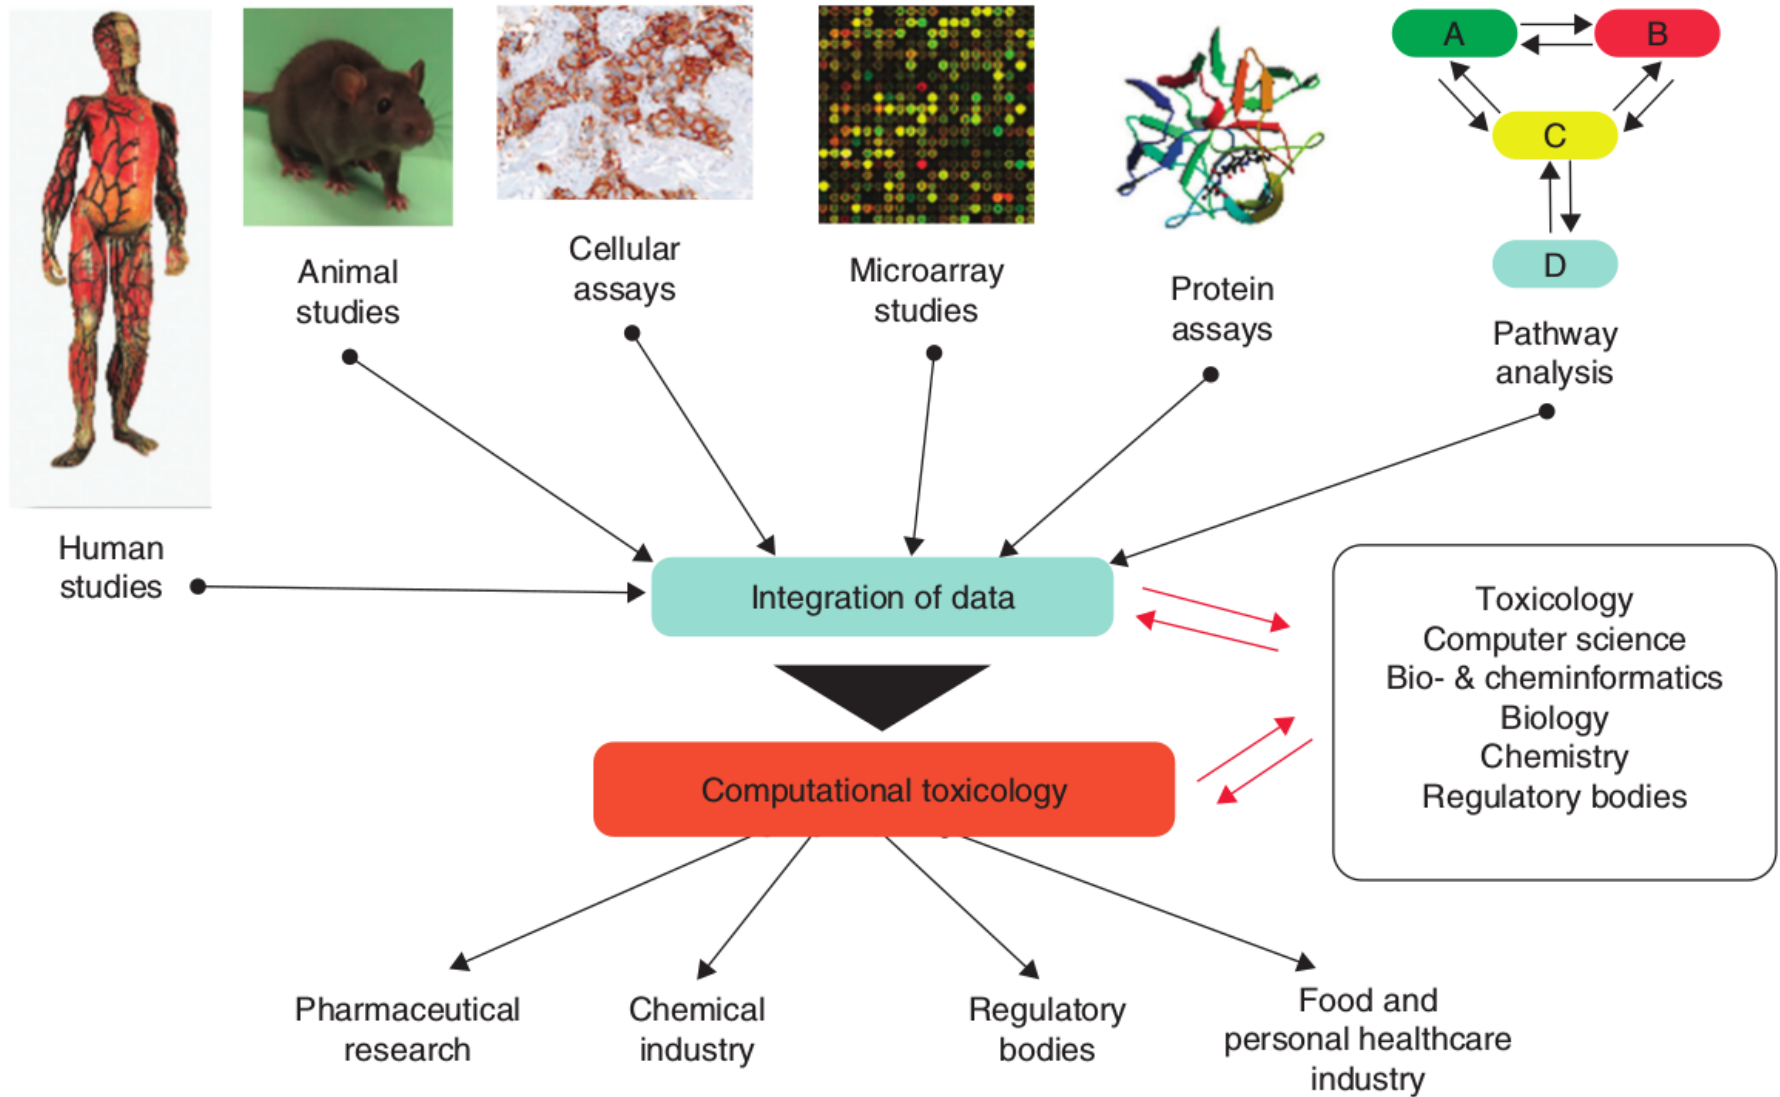 A
B
C
D
Animal
studies
Cellular
assays
Microarray
studies
Protein
assays
Pathway
analysis
Human
studies
Integration of data
Toxicology
Computer science
Bio- & cheminformatics
Biology
Chemistry
Regulatory bodies
Computational toxicology
Pharmaceutical
research
Chemical
industry
Regulatory
bodies
Food and
personal healthcare
industry